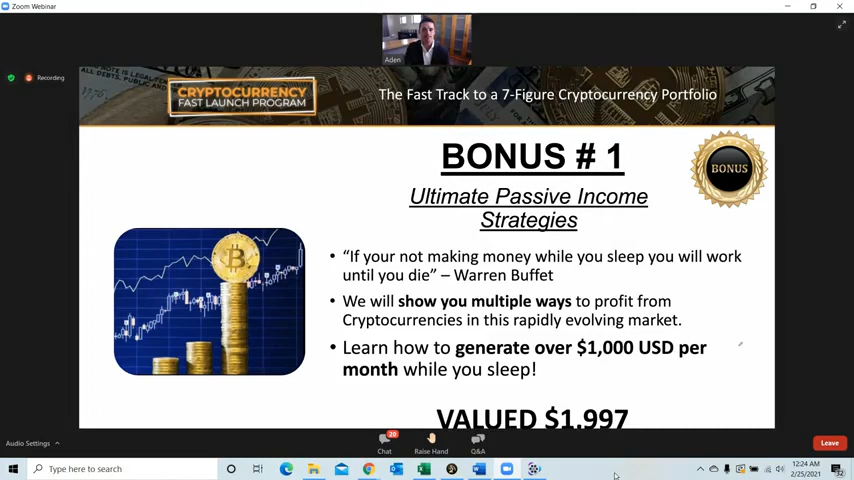 Zoom Webinar
Aden
Recording
CRYPTOCURRENCY
FAST LAUNCH PROGRAM
The Fast Track to a 7-Figure Cryptocurrency Portfolio
BONUS # 1
BONUS
Ultimate Passive Income
Strategies
• “If your not making money while you sleep you will work
until you die” – Warren Buffet
• We will show you multiple ways to profit from
Cryptocurrencies in this rapidly evolving market.
• Learn how to generate over $1,000 USD per
month while you sleep!
VALUED $1,997
Audio Settings
20
Chat
Raise Hand
Q&A
Leave
Type here to search
12:24 AM
2/25/2021